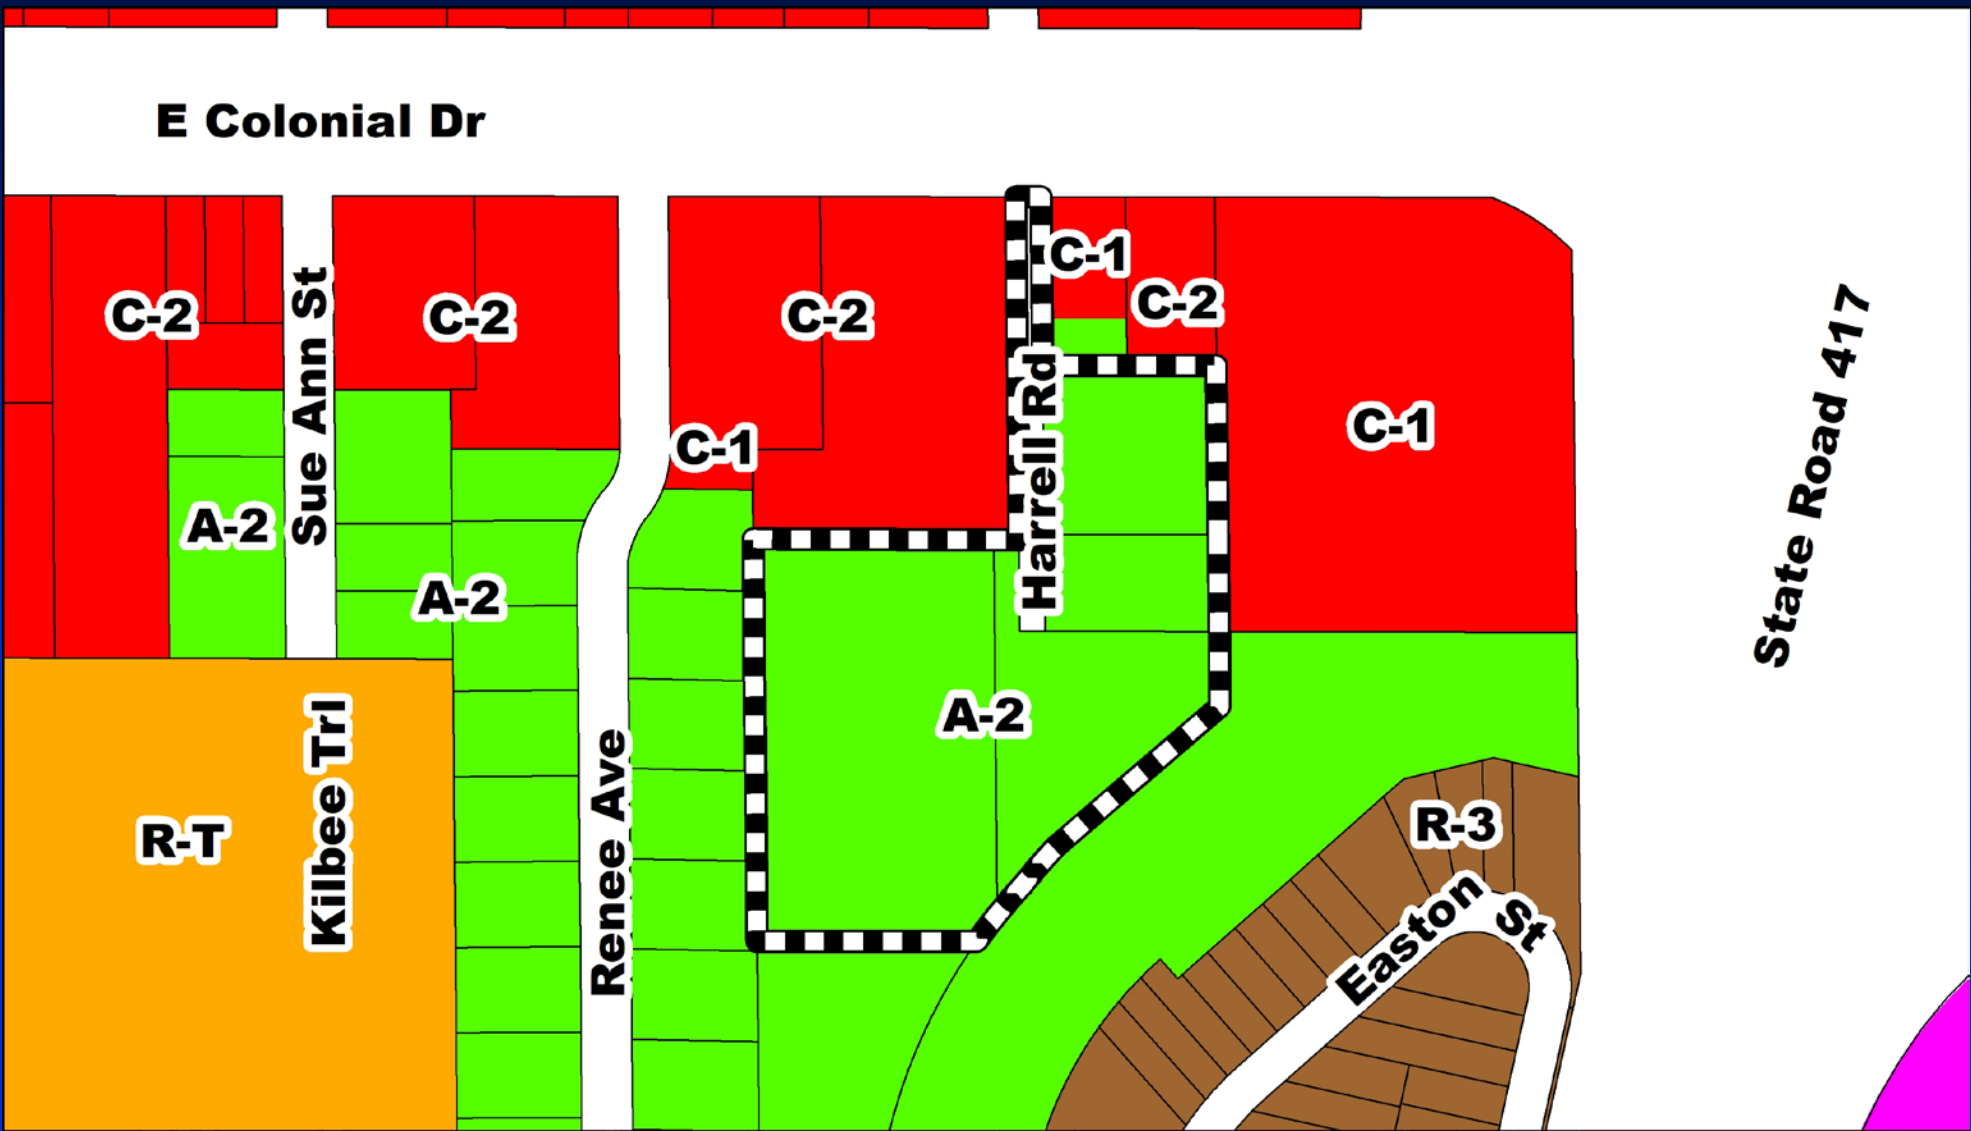 E Colonial Dr
C-1
C-2
C-2
Sue Ann St
C-2
C-2
State Road 417
Harrell Rd
C-1
C-1
A-2
A-2
A-2
Kilbee Trl
R-T
Renee Ave
R-3
Easton St